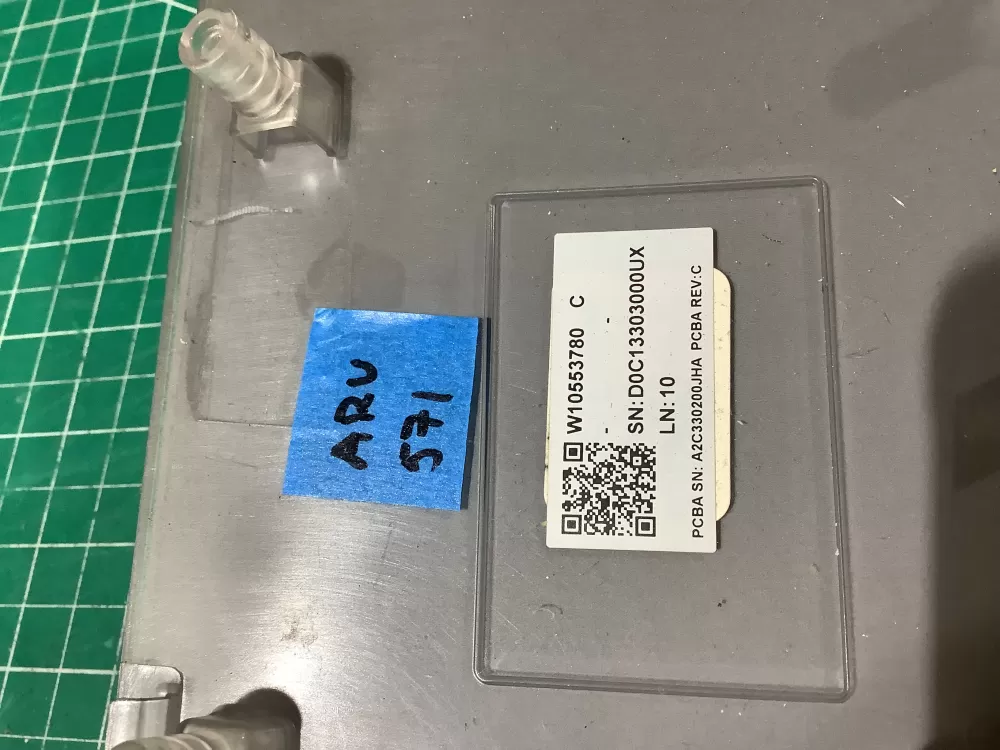 ARU
571
W10553780 C
- -
SN: D0C13303000UX
LN: 10
PCBA SN: A2C330200JHA PCBA REV:C